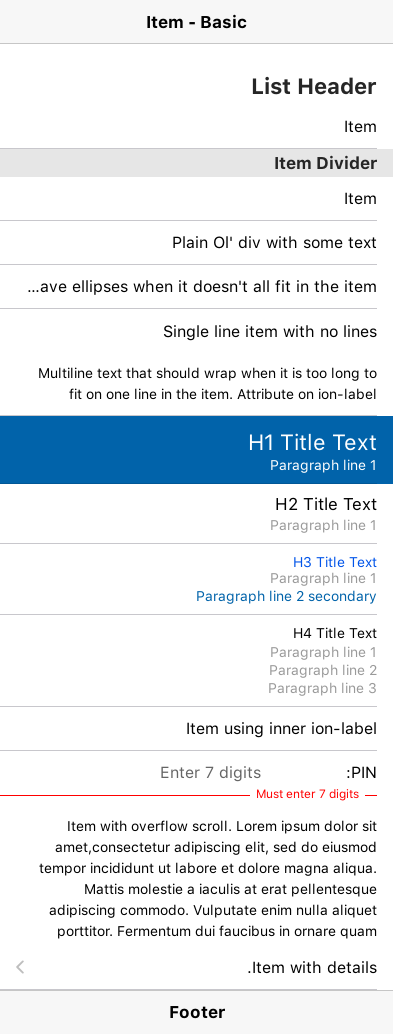 Item - Basic
List Header
Item
Item Divider
Item
Plain Ol' div with some text
...ave ellipses when it doesn't all fit in the item
Single line item with no lines
Multiline text that should wrap when it is too long to
fit on one line in the item. Attribute on ion-label
H1 Title Text
Paragraph line 1
H2 Title Text
Paragraph line 1
H3 Title Text
Paragraph line 1
Paragraph line 2 secondary
H4 Title Text
Paragraph line 1
Paragraph line 2
Paragraph line 3
Item using inner ion-label
:PIN Enter 7 digits
Must enter 7 digits
Item with overflow scroll. Lorem ipsum dolor sit
amet,consectetur adipiscing elit, sed do eiusmod
tempor incididunt ut labore et dolore magna aliqua.
Mattis molestie a iaculis at erat pellentesque
adipiscing commodo. Vulputate enim nulla aliquet
porttitor. Fermentum dui faucibus in ornare quam
.Item with details
Footer